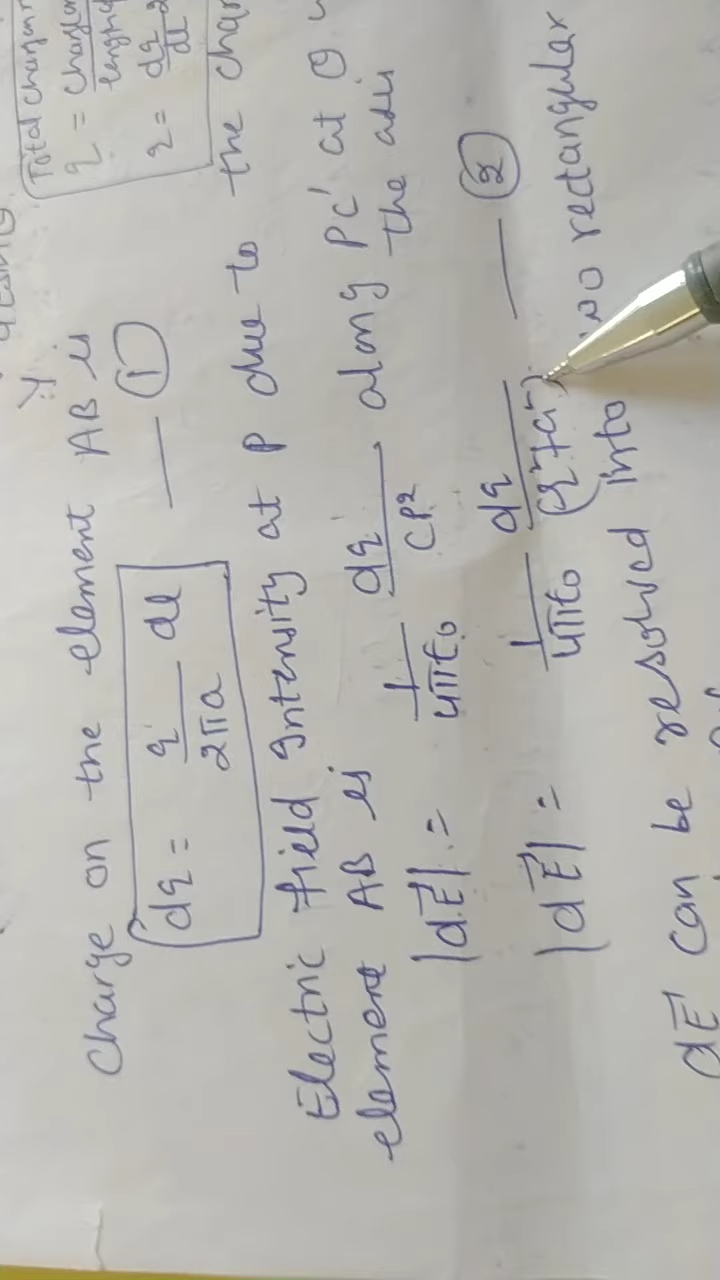 Total charge
q = charge
length
q = dq
dl
Charge on the element AB is
dq = q/2πa dl — (1)
Electric field Intensity at P due to the char
element AB is along PC' at θ
the axis
|dE→| = 1/4πε₀ dq/CP²
|dE→| = 1/4πε₀ dq/(r²+a²) — (2)
dE→ can be resolved into rectangular